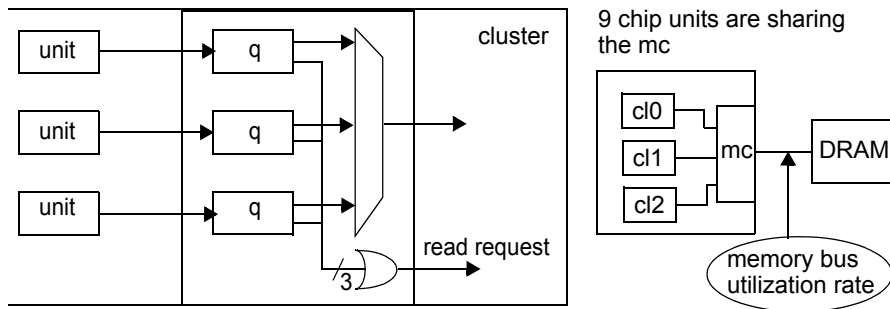 unit
q
cluster
unit
q
unit
q
3
read request
9 chip units are sharing
the mc
cl0
cl1
cl2
mc
DRAM
memory bus
utilization rate